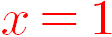 x = 1